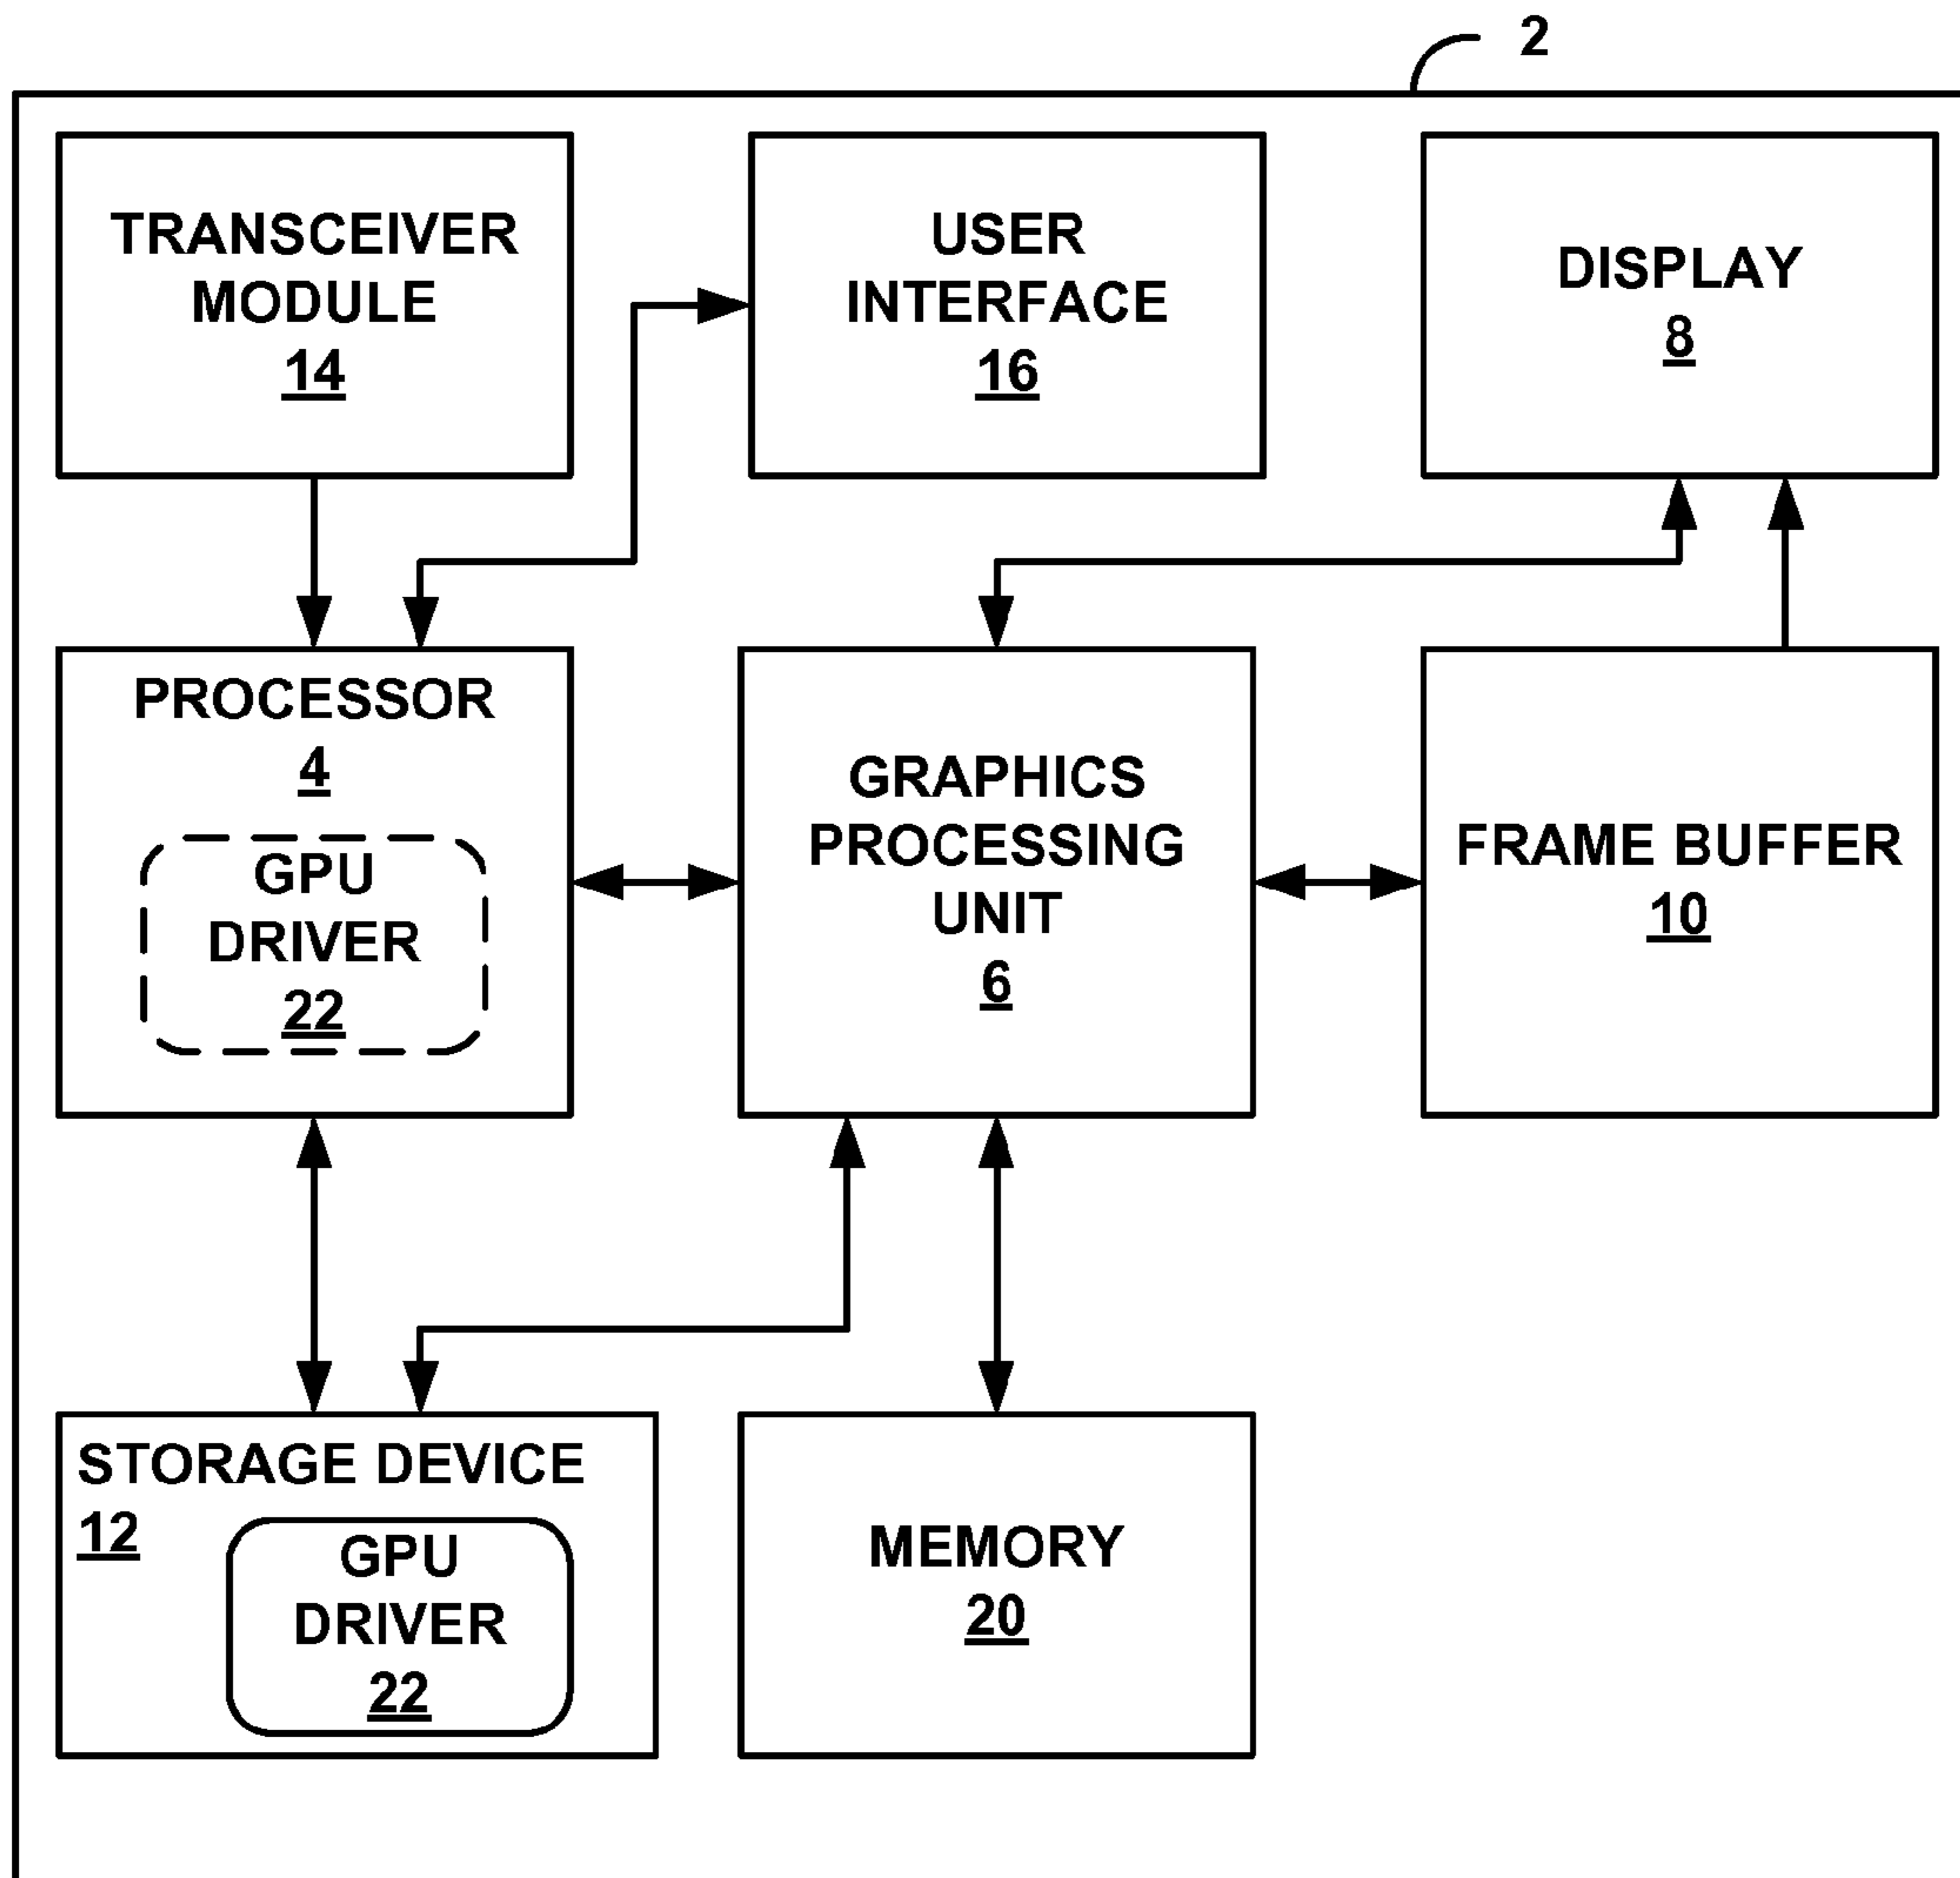 2
TRANSCEIVER
MODULE
14
USER
INTERFACE
16
DISPLAY
8
PROCESSOR
4
GPU
DRIVER
22
GRAPHICS
PROCESSING
UNIT
6
FRAME BUFFER
10
STORAGE DEVICE
12
GPU
DRIVER
22
MEMORY
20